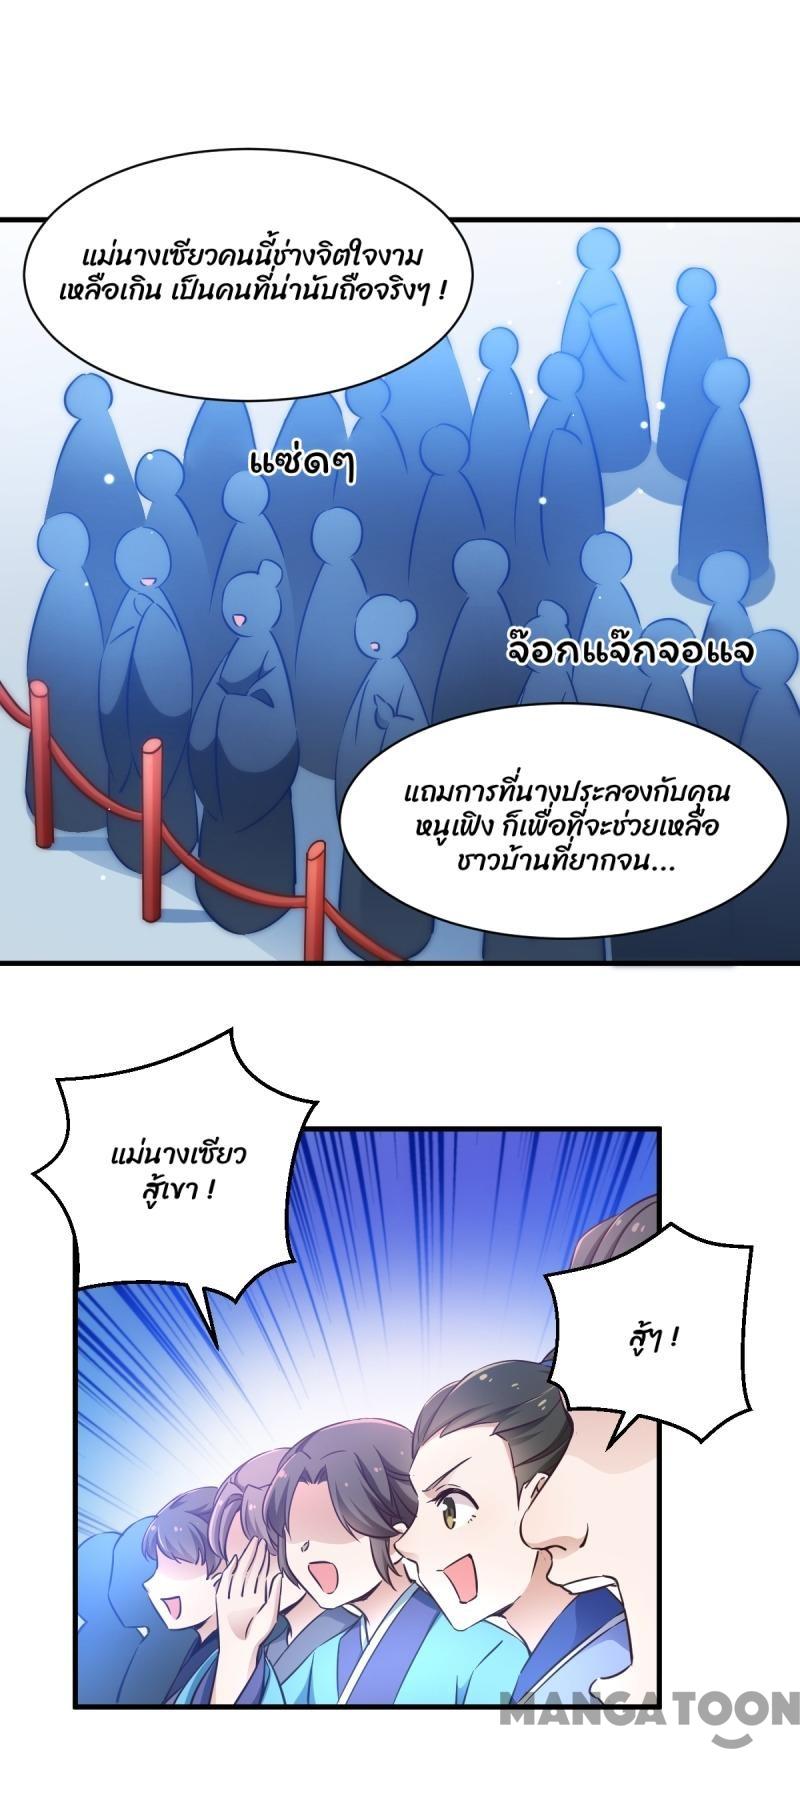 แม่นางเซียวคนนี้ช่างจิตใจงาม
เหลือเกิน เป็นคนที่น่านับถือจริงๆ !
แซ่ดๆ
จ๊อกแจ๊กจอแจ
แถมการที่นางประลองกับคุณ
หนูเฟิง ก็เพื่อที่จะช่วยเหลือ
ชาวบ้านที่ยากจน...
แม่นางเซียว
สู้เขา !
สู้ๆ !
MANGATOON